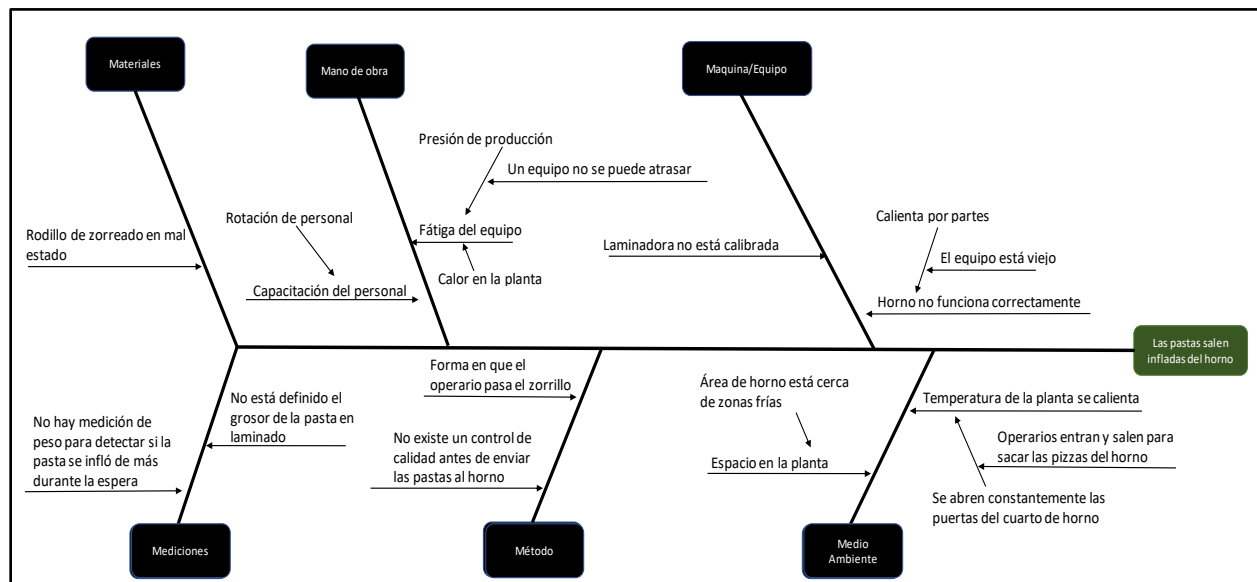 Materiales
Mano de obra
Maquina/Equipo
Presión de producción
Un equipo no se puede atrasar
Rotación de personal
Calienta por partes
Rodillo de zorreado en mal
estado
Fátiga del equipo
Laminadora no está calibrada
El equipo está viejo
Calor en la planta
Capacitación del personal
Horno no funciona correctamente
Las pastas salen
infladas del horno
Forma en que el
operario pasa el zorrillo
Área de horno está cerca
de zonas frías
No está definido el
grosor de la pasta en
laminado
Temperatura de la planta se calienta
No hay medición de
peso para detectar si la
pasta se infló de más
durante la espera
No existe un control de
calidad antes de enviar
las pastas al horno
Operarios entran y salen para
sacar las pizzas del horno
Espacio en la planta
Se abren constantemente las
puertas del cuarto de horno
Mediciones
Método
Medio
Ambiente